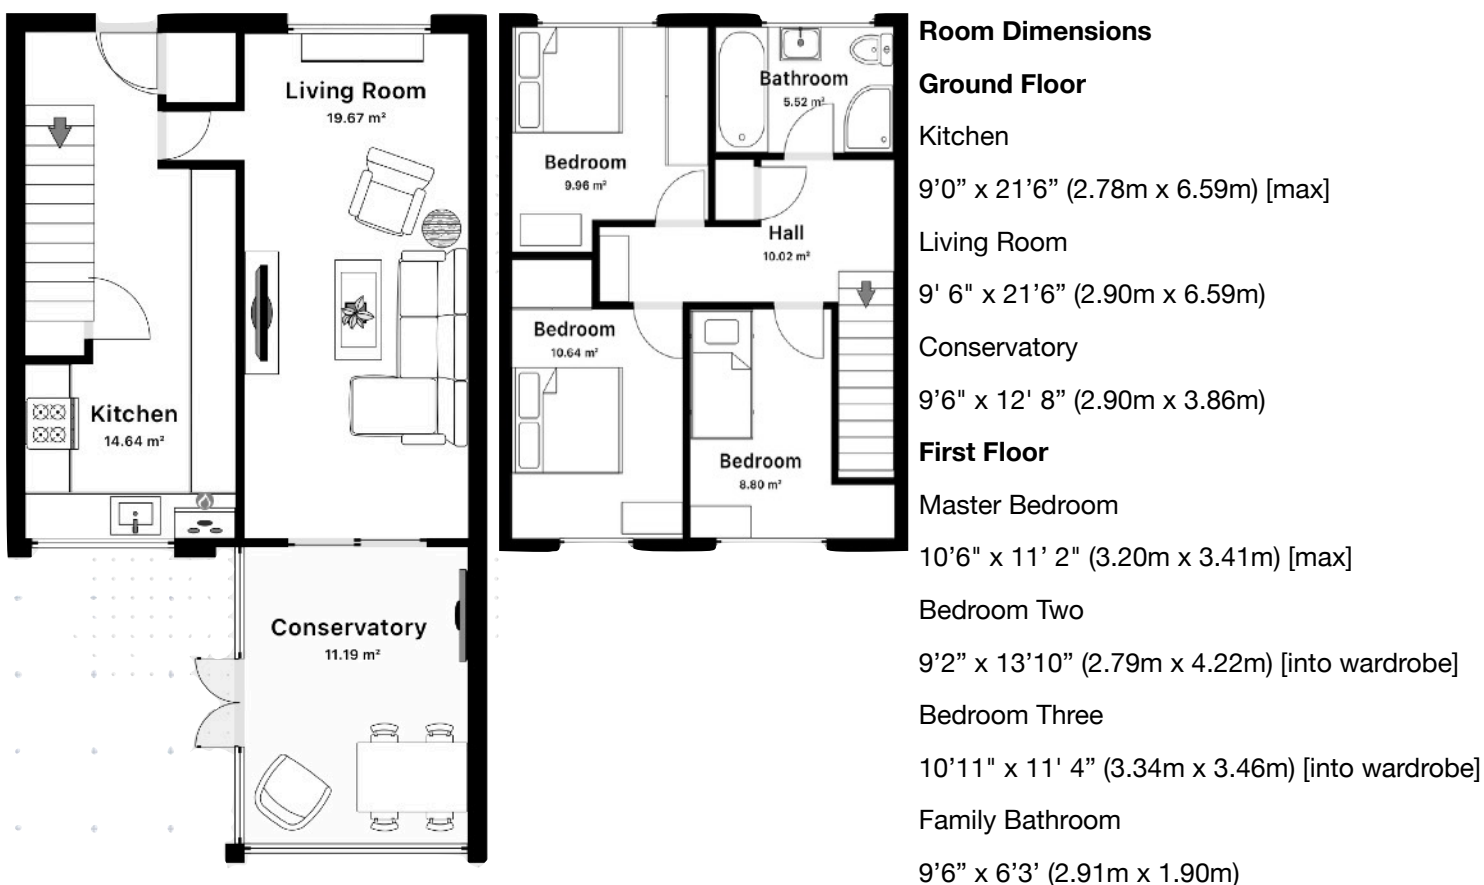 Living Room
19.67 m²
Kitchen
14.64 m²
Conservatory
11.19 m²
Bedroom
9.96 m²
Bathroom
5.52 m²
Hall
10.02 m²
Bedroom
10.64 m²
Bedroom
8.80 m²
Room Dimensions
Ground Floor
Kitchen
9’0” x 21’6” (2.78m x 6.59m) [max]
Living Room
9' 6" x 21’6” (2.90m x 6.59m)
Conservatory
9’6" x 12' 8” (2.90m x 3.86m)
First Floor
Master Bedroom
10’6" x 11’ 2" (3.20m x 3.41m) [max]
Bedroom Two
9’2” x 13’10” (2.79m x 4.22m) [into wardrobe]
Bedroom Three
10’11" x 11' 4” (3.34m x 3.46m) [into wardrobe]
Family Bathroom
9’6” x 6’3’ (2.91m x 1.90m)